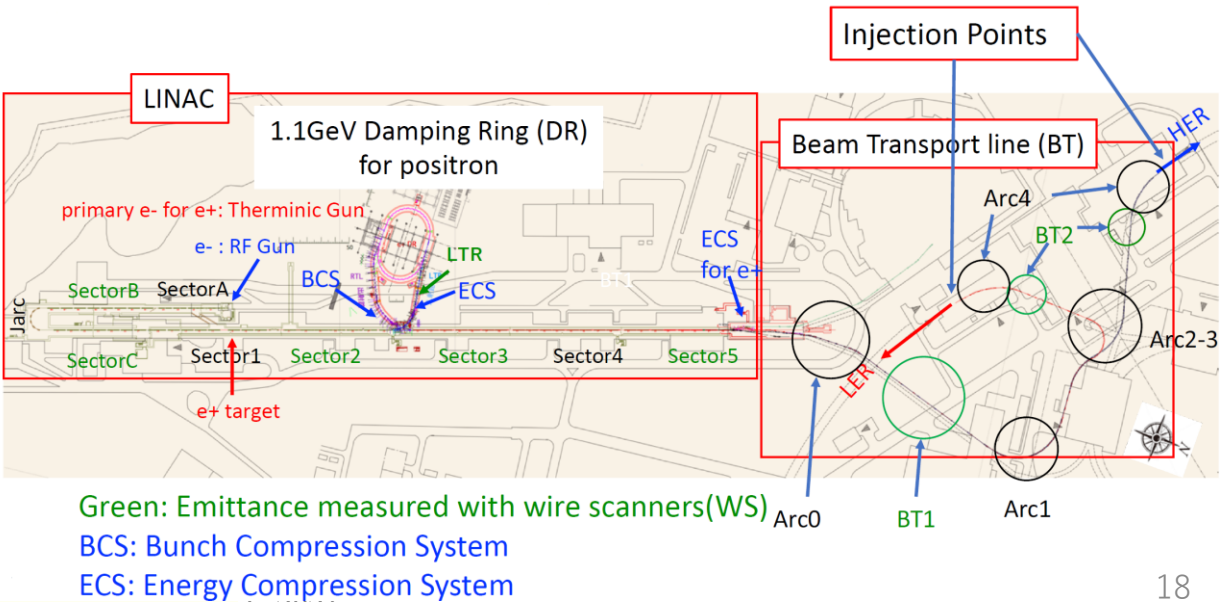 Injection Points
LINAC
1.1GeV Damping Ring (DR)
for positron
HER
Beam Transport line (BT)
primary e- for e+: Therminic Gun
Arc4
e- : RF Gun
LTR
ECS
for e+
BT2
BCS
ECS
BT1
SectorB
SectorA
Jarc
SectorC
Sector1
Sector2
Sector3
Sector4
Sector5
Arc2-3
LER
e+ target
Green: Emittance measured with wire scanners(WS)
Arc0
BT1
Arc1
BCS: Bunch Compression System
ECS: Energy Compression System
18